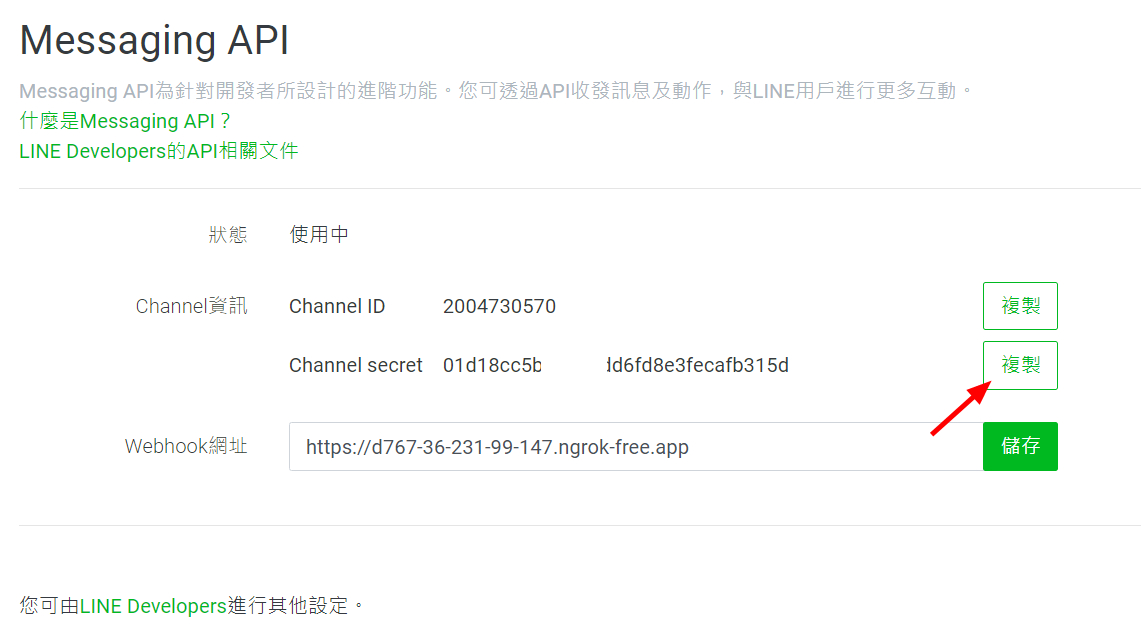 Messaging API
Messaging API為針對開發者所設計的進階功能。您可透過API收發訊息及動作，與LINE用戶進行更多互動。
什麼是Messaging API？
LINE Developers的API相關文件
狀態 使用中
Channel資訊 Channel ID 2004730570 複製
Channel secret 01d18cc5b dd6fd8e3fecafb315d 複製
Webhook網址 https://d767-36-231-99-147.ngrok-free.app 儲存
您可由LINE Developers進行其他設定。